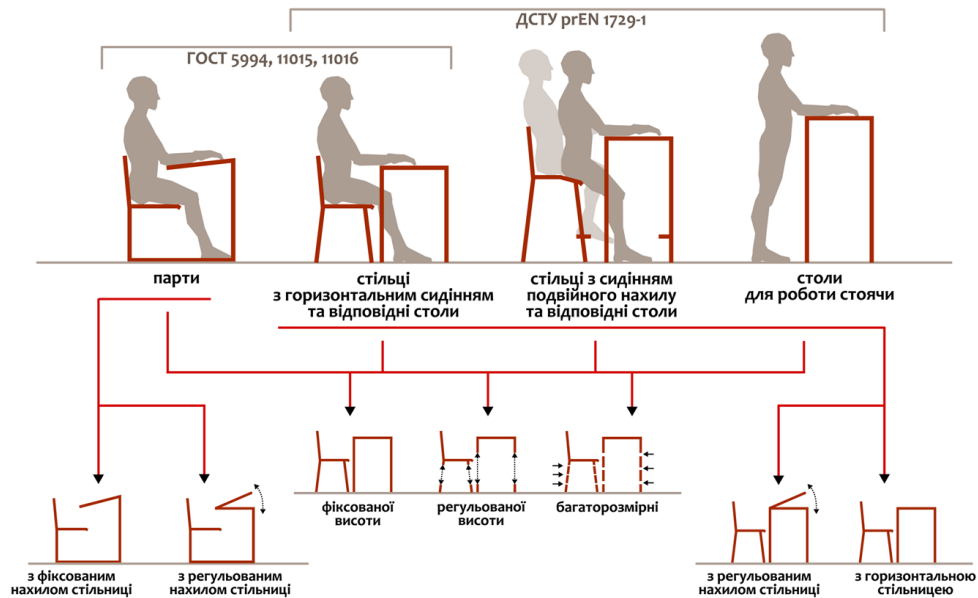 ДСТУ prEN 1729-1
ГОСТ 5994, 11015, 11016
парти
стільці
з горизонтальним сидінням
та відповідні столи
стільці з сидінням
подвійного нахилу
та відповідні столи
столи
для роботи стоячи
фіксованої
висоти
регульованої
висоти
багаторозмірні
з фіксованим
нахилом стільниці
з регульованим
нахилом стільниці
з регульованим
нахилом стільниці
з горизонтальною
стільницею